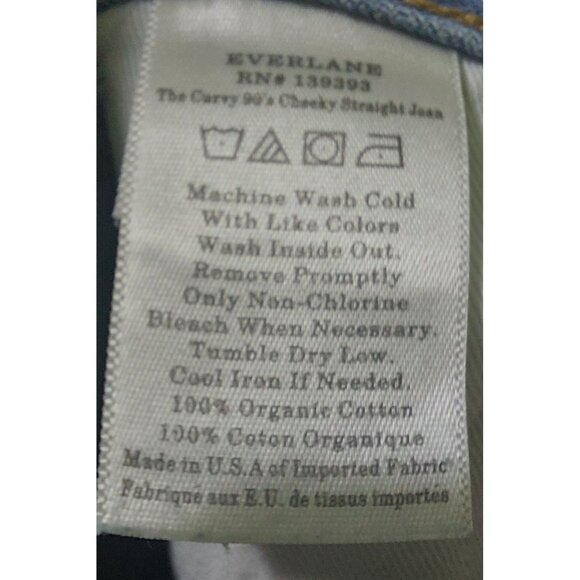 EVERLANE
RN# 139393
The Curvy 90's Cheeky Straight Jean
Machine Wash Cold
With Like Colors
Wash Inside Out.
Remove Promptly
Only Non-Chlorine
Bleach When Necessary.
Tumble Dry Low.
Cool Iron If Needed.
100% Organic Cotton
100% Coton Organique
Made in U.S.A of Imported Fabric
Fabriqué aux E.U. de tissus importés